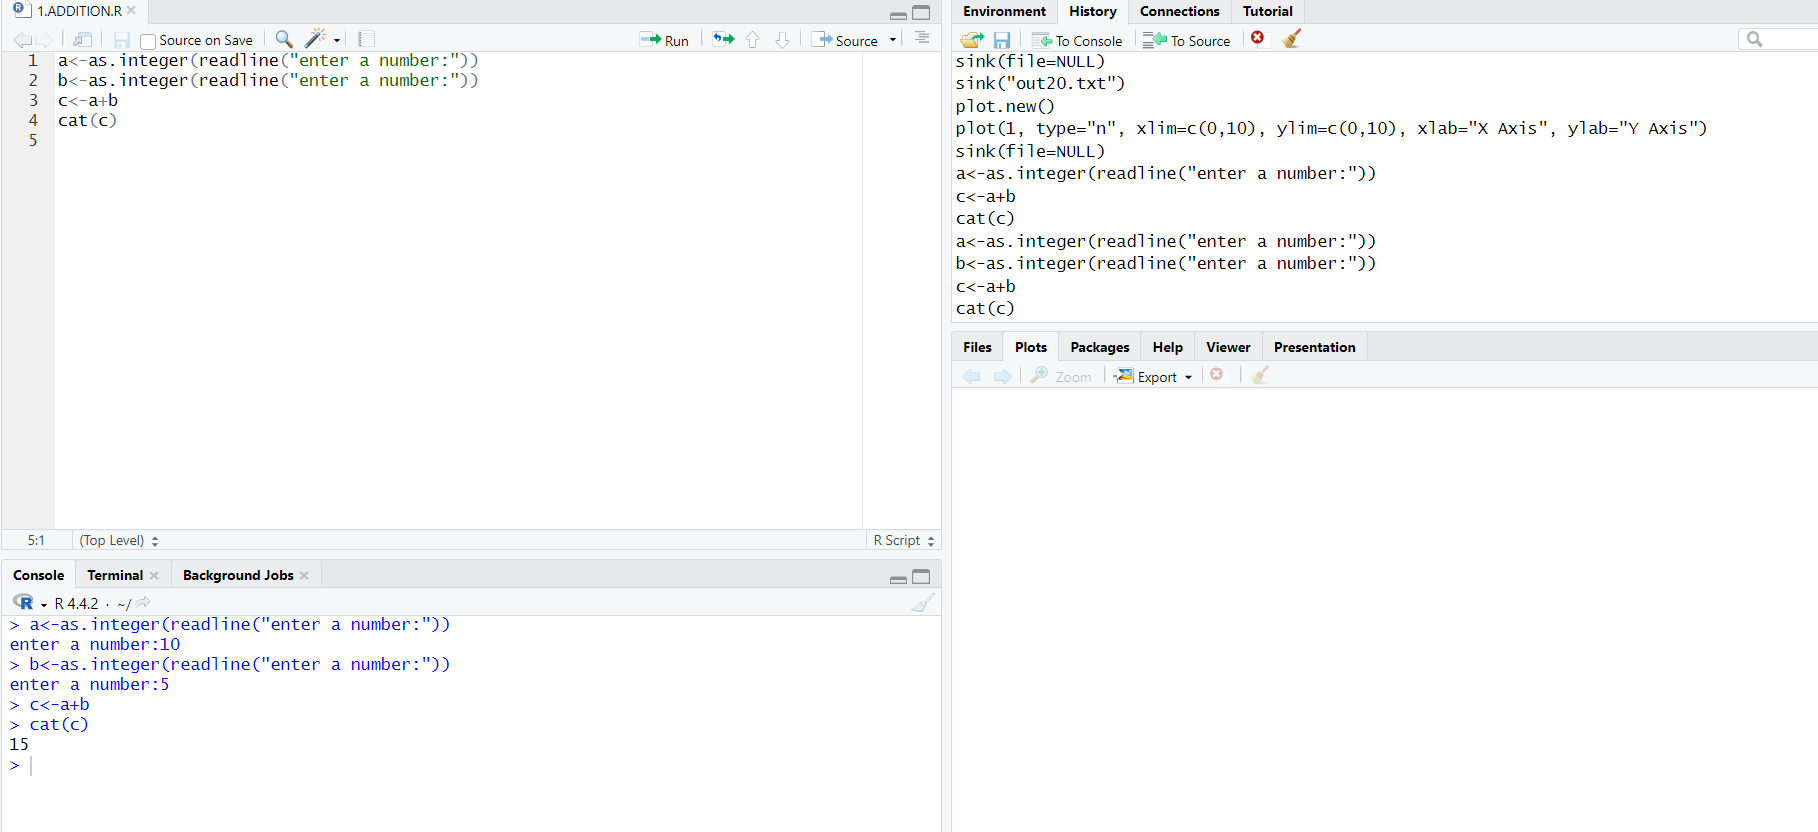 1.ADDITION.R
Source on Save
Run
Source
1 a<-as.integer(readline("enter a number:"))
2 b<-as.integer(readline("enter a number:"))
3 c<-a+b
4 cat(c)
5
5:1 (Top Level) R Script
Console Terminal Background Jobs
R R 4.4.2 · ~/
> a<-as.integer(readline("enter a number:"))
enter a number:10
> b<-as.integer(readline("enter a number:"))
enter a number:5
> c<-a+b
> cat(c)
15
>
Environment History Connections Tutorial
To Console To Source
sink(file=NULL)
sink("out20.txt")
plot.new()
plot(1, type="n", xlim=c(0,10), ylim=c(0,10), xlab="X Axis", ylab="Y Axis")
sink(file=NULL)
a<-as.integer(readline("enter a number:"))
c<-a+b
cat(c)
a<-as.integer(readline("enter a number:"))
b<-as.integer(readline("enter a number:"))
c<-a+b
cat(c)
Files Plots Packages Help Viewer Presentation
Zoom Export